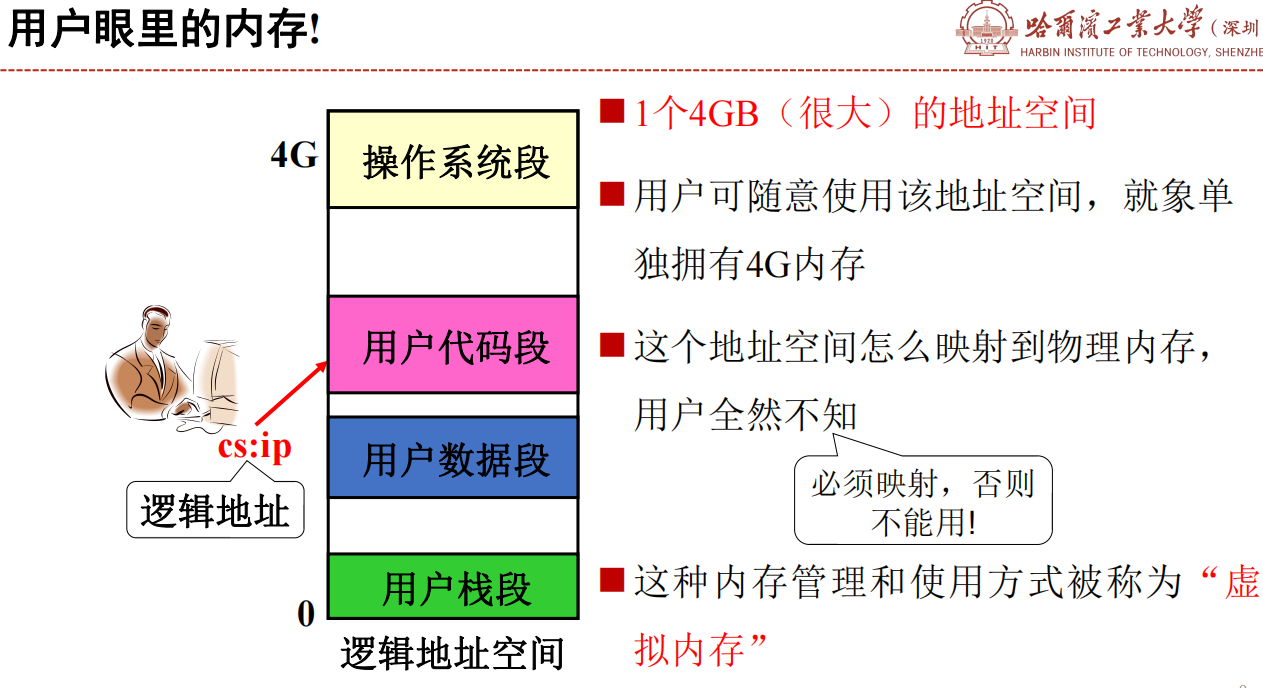 用户眼里的内存!
哈爾濱工業大學（深圳
HARBIN INSTITUTE OF TECHNOLOGY, SHENZHE
1920
HIT
4G
操作系统段
用户代码段
用户数据段
用户栈段
0
逻辑地址空间
cs:ip
逻辑地址
1个4GB（很大）的地址空间
用户可随意使用该地址空间，就象单
独拥有4G内存
这个地址空间怎么映射到物理内存，
用户全然不知
必须映射，否则
不能用!
这种内存管理和使用方式被称为“虚
拟内存”